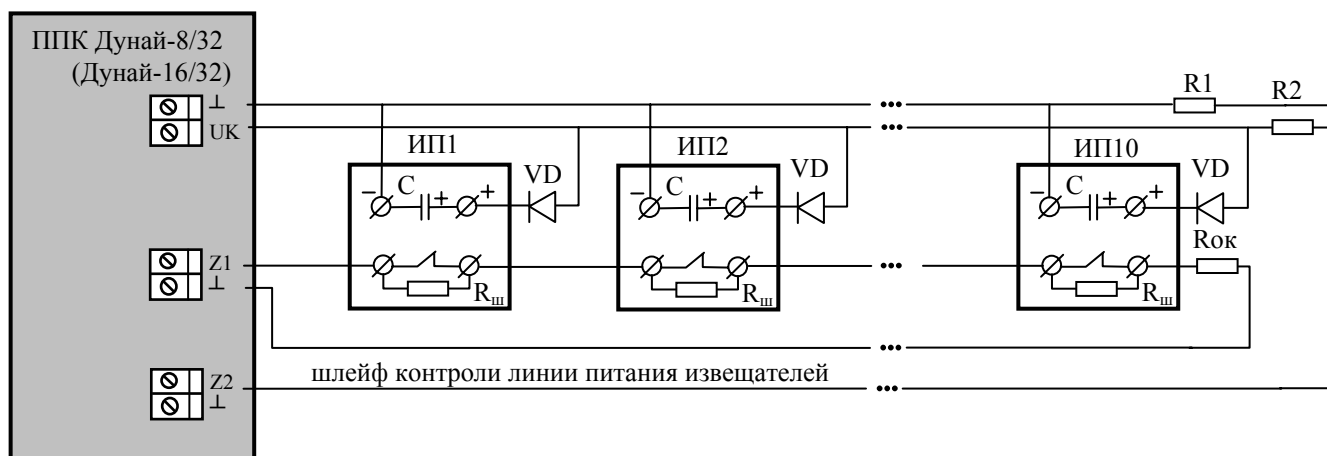 ППК Дунай-8/32
(Дунай-16/32)
⊥
UK
R1
R2
ИП1
ИП2
ИП10
− C + + VD
− C + + VD
− C + + VD
Rок
Z1
⊥
Rш
Rш
Rш
шлейф контроли линии питания извещателей
Z2
⊥